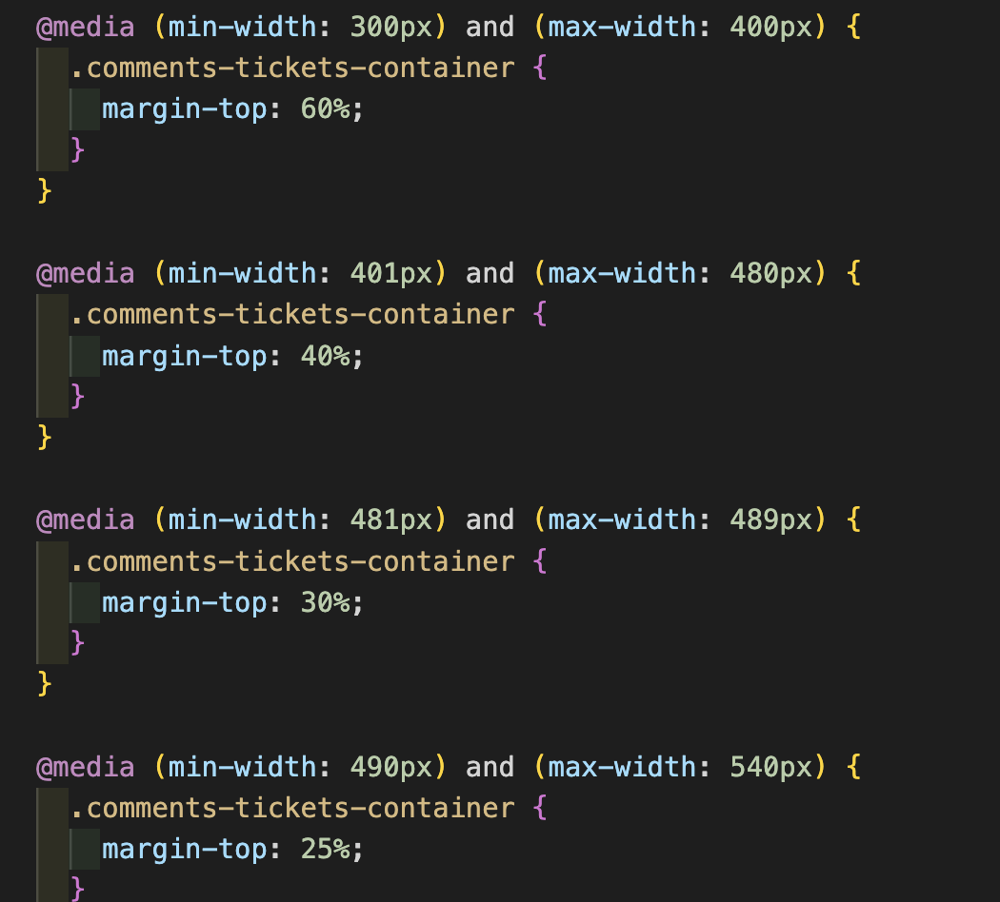 @media (min-width: 300px) and (max-width: 400px) {
.comments-tickets-container {
margin-top: 60%;
}
}
@media (min-width: 401px) and (max-width: 480px) {
.comments-tickets-container {
margin-top: 40%;
}
}
@media (min-width: 481px) and (max-width: 489px) {
.comments-tickets-container {
margin-top: 30%;
}
}
@media (min-width: 490px) and (max-width: 540px) {
.comments-tickets-container {
margin-top: 25%;
}